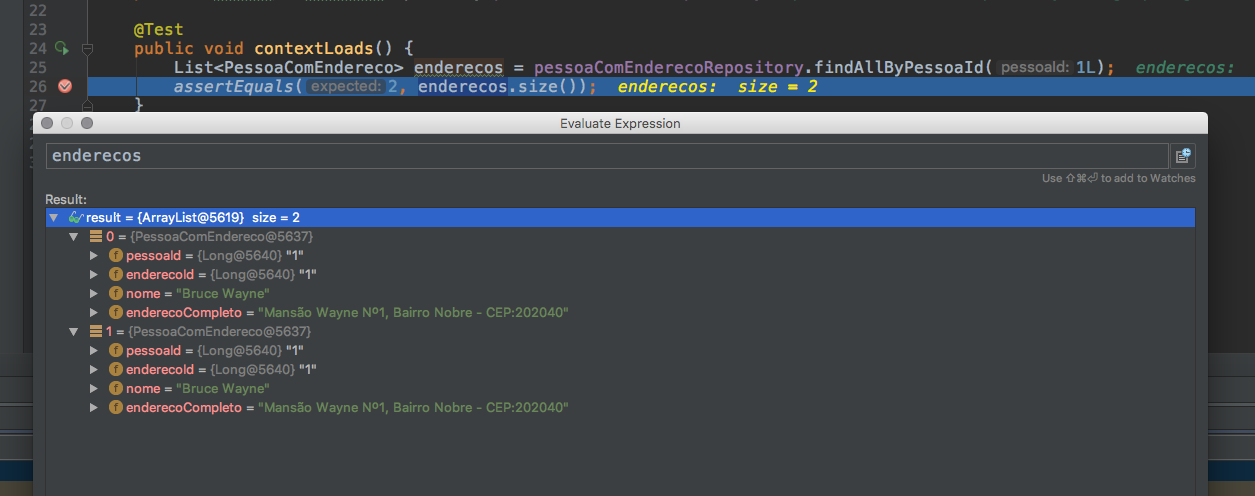 22
23 @Test
24 public void contextLoads() {
25 List<PessoaComEndereco> enderecos = pessoaComEnderecoRepository.findAllByPessoaId( pessoaId: 1L); enderecos:
26 assertEquals( expected: 2, enderecos.size()); enderecos: size = 2
27 }
Evaluate Expression
enderecos
Use ⇧⌘⏎ to add to Watches
Result:
result = {ArrayList@5619} size = 2
0 = {PessoaComEndereco@5637}
f pessoaId = {Long@5640} "1"
f enderecoId = {Long@5640} "1"
f nome = "Bruce Wayne"
f enderecoCompleto = "Mansão Wayne Nº1, Bairro Nobre - CEP:202040"
1 = {PessoaComEndereco@5637}
f pessoaId = {Long@5640} "1"
f enderecoId = {Long@5640} "1"
f nome = "Bruce Wayne"
f enderecoCompleto = "Mansão Wayne Nº1, Bairro Nobre - CEP:202040"